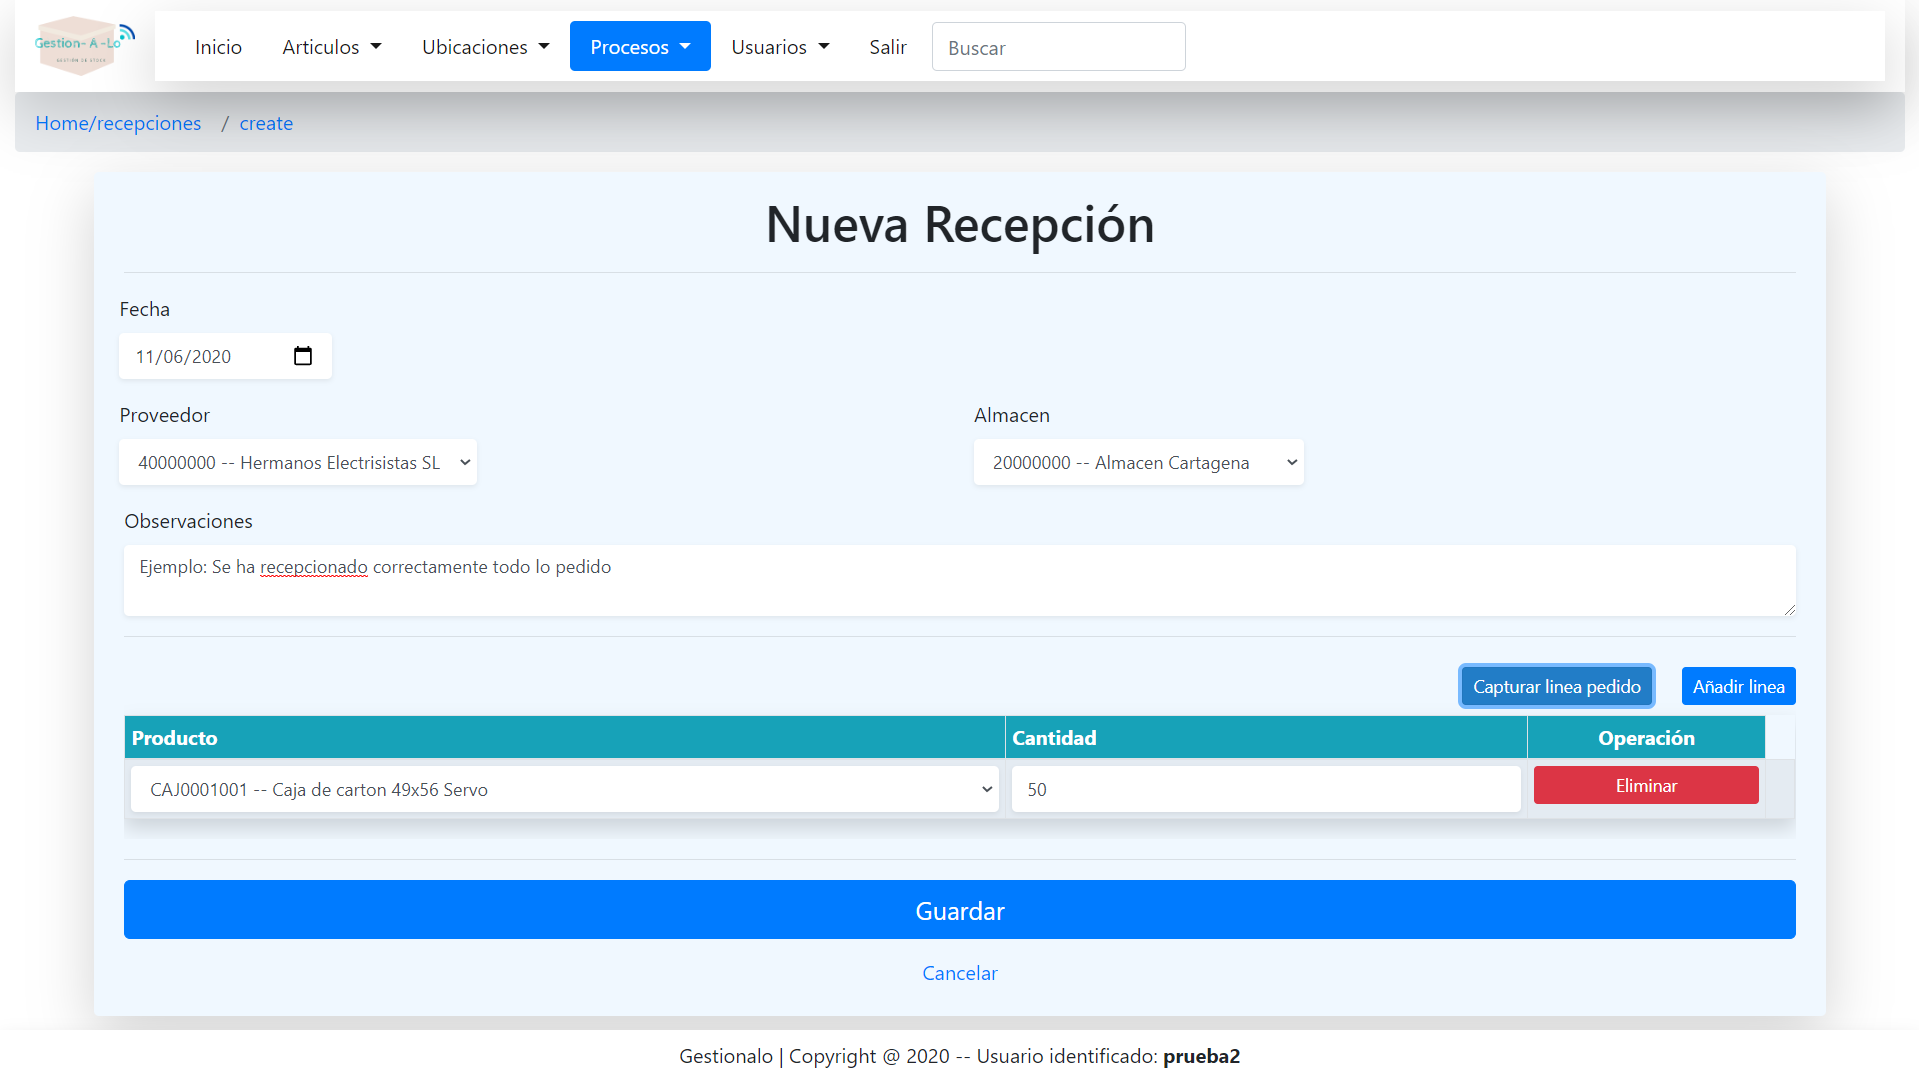 Gestion-A-Lo
GESTIÓN DE STOCK
Inicio Articulos Ubicaciones Procesos Usuarios Salir Buscar
Home/recepciones / create
Nueva Recepción
Fecha
11/06/2020
Proveedor Almacen
40000000 -- Hermanos Electrisistas SL 20000000 -- Almacen Cartagena
Observaciones
Ejemplo: Se ha recepcionado correctamente todo lo pedido
Capturar linea pedido Añadir linea
Producto Cantidad Operación
CAJ0001001 -- Caja de carton 49x56 Servo 50 Eliminar
Guardar
Cancelar
Gestionalo | Copyright @ 2020 -- Usuario identificado: prueba2